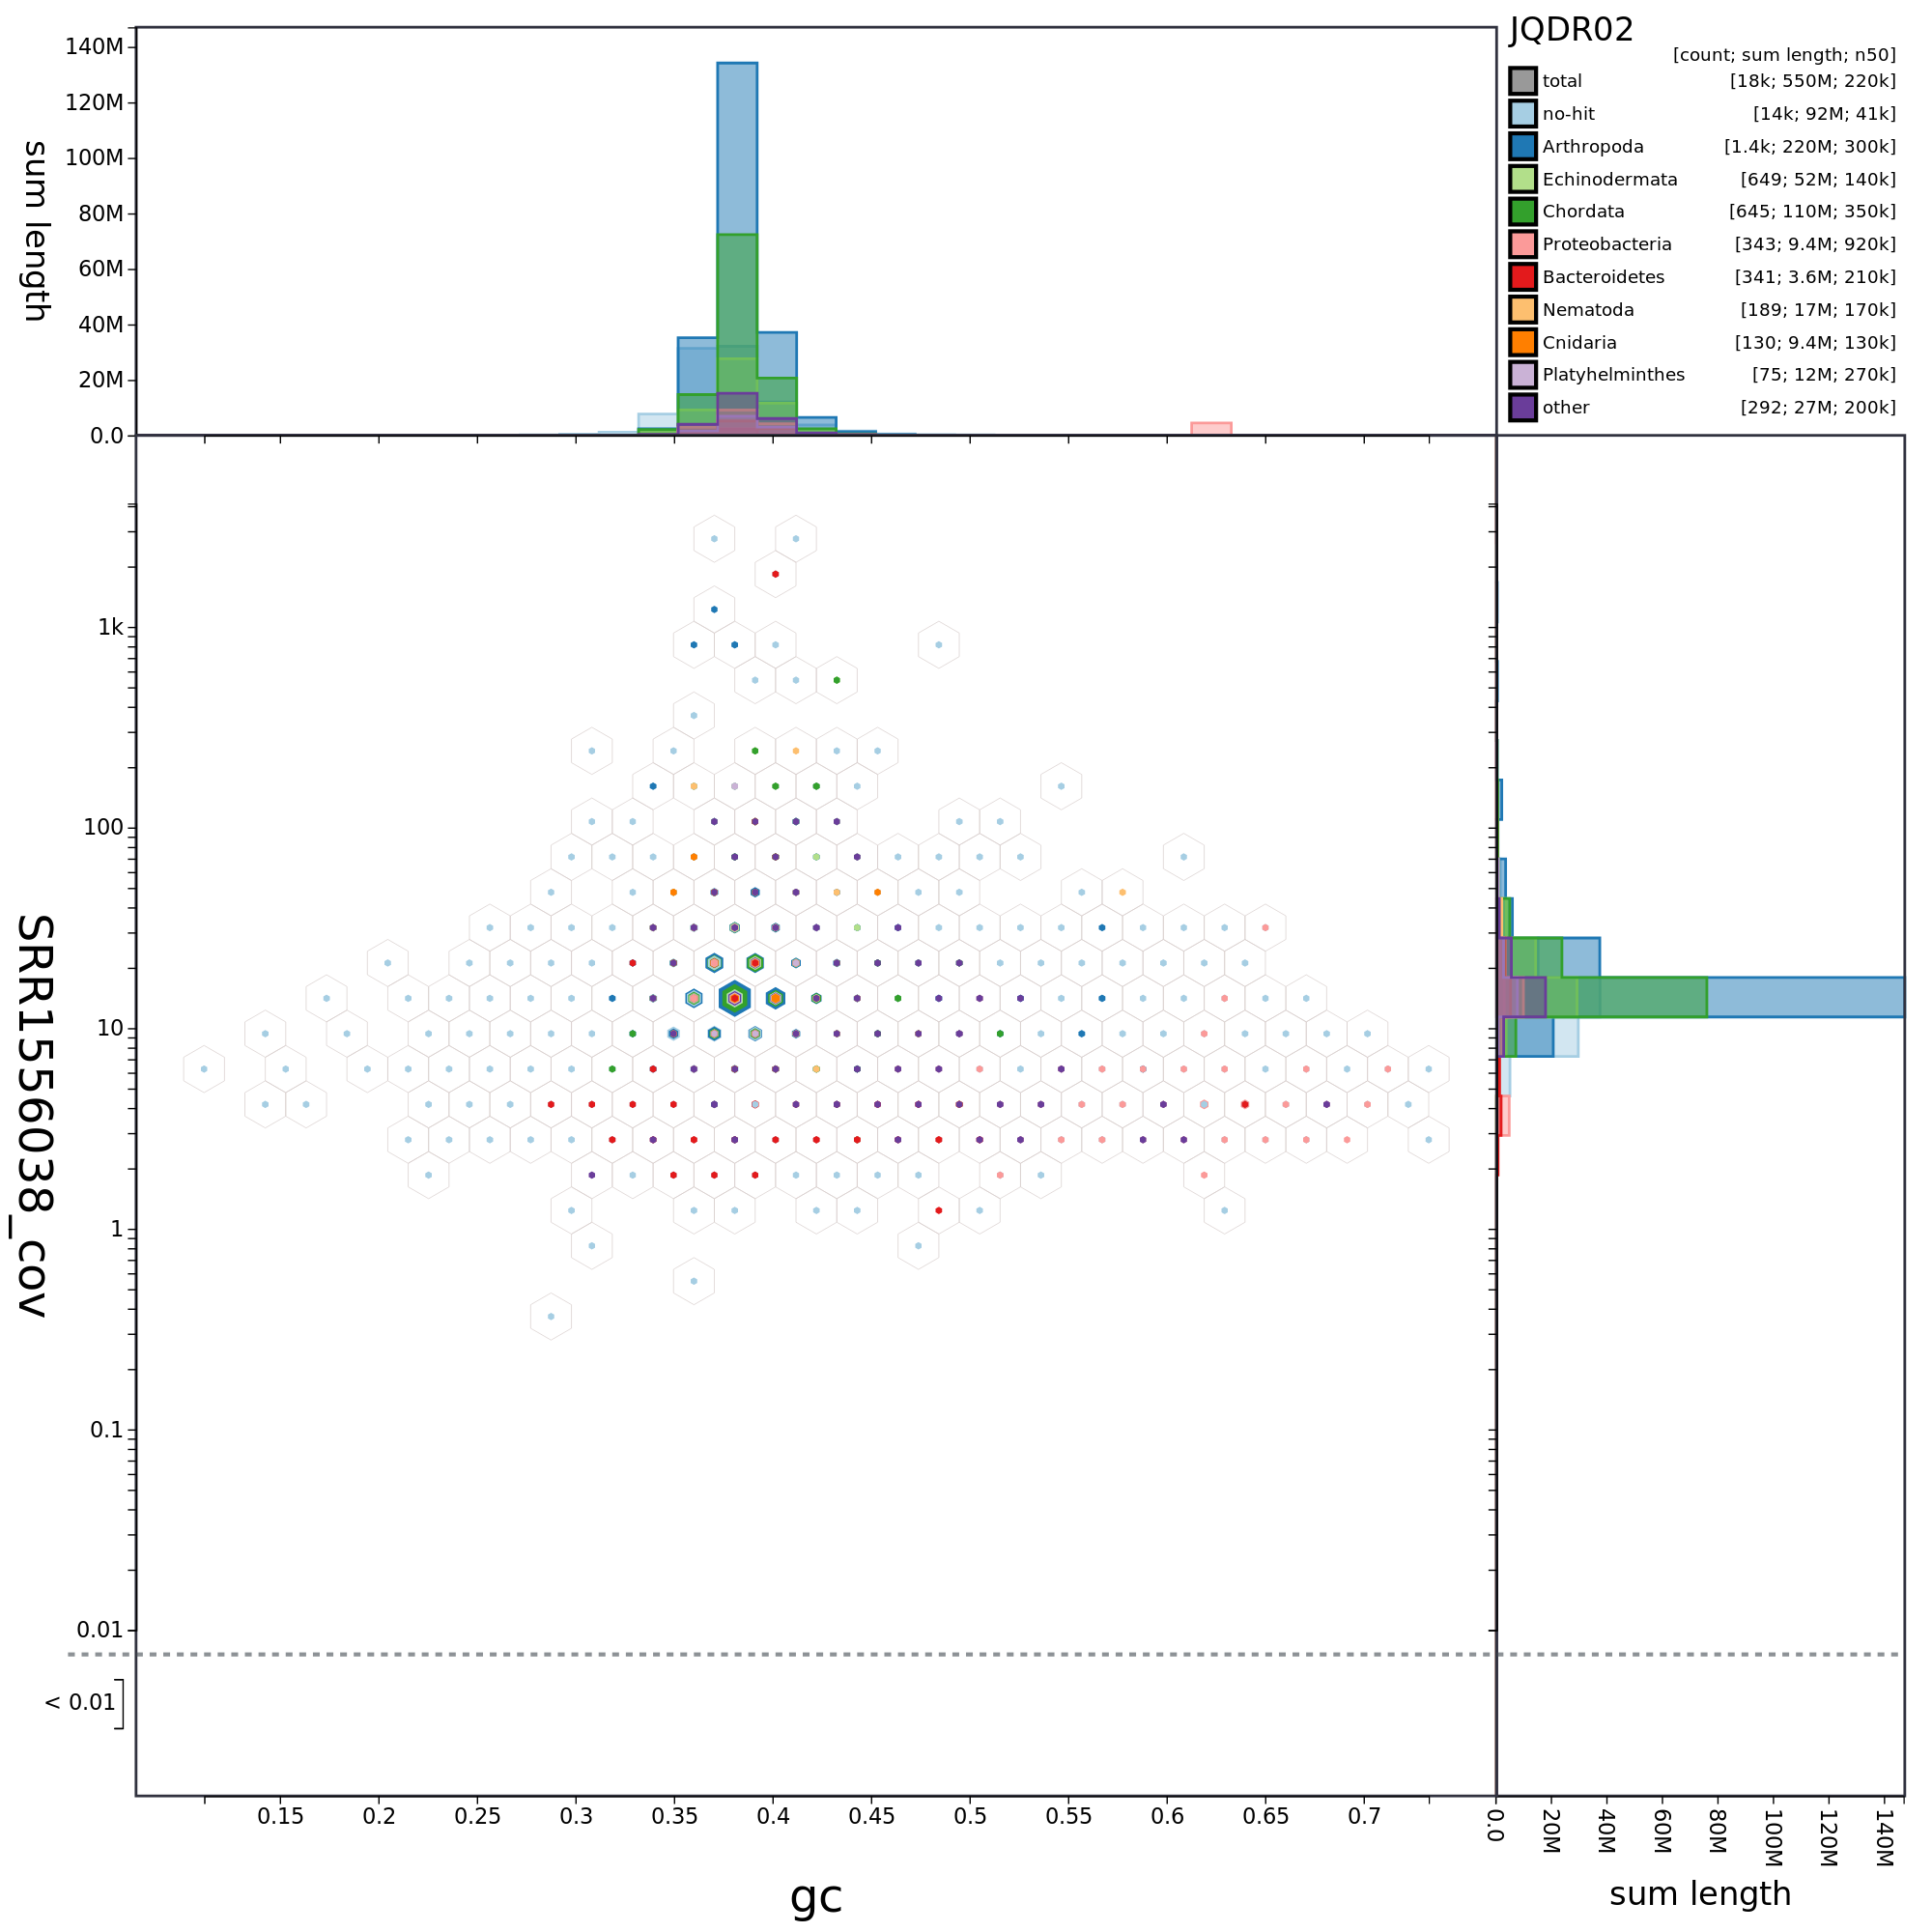 JQDR02
[count; sum length; n50]
total [18k; 550M; 220k]
no-hit [14k; 92M; 41k]
Arthropoda [1.4k; 220M; 300k]
Echinodermata [649; 52M; 140k]
Chordata [645; 110M; 350k]
Proteobacteria [343; 9.4M; 920k]
Bacteroidetes [341; 3.6M; 210k]
Nematoda [189; 17M; 170k]
Cnidaria [130; 9.4M; 130k]
Platyhelminthes [75; 12M; 270k]
other [292; 27M; 200k]
sum length
140M
120M
100M
80M
60M
40M
20M
0.0
SRR1556038_cov
1k
100
10
1
0.1
0.01
< 0.01
0.15 0.2 0.25 0.3 0.35 0.4 0.45 0.5 0.55 0.6 0.65 0.7
gc
0.0 20M 40M 60M 80M 100M 120M 140M
sum length